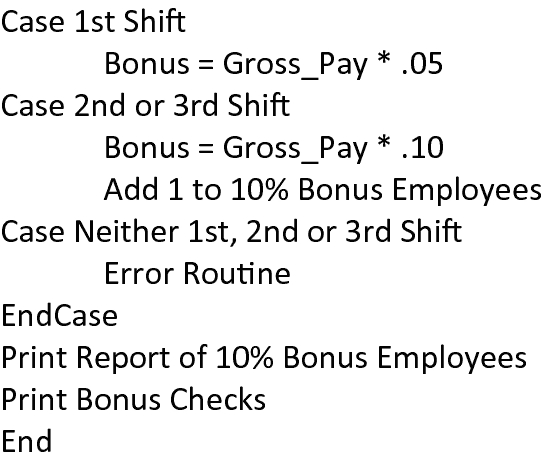 Case 1st Shift
Bonus = Gross_Pay * .05
Case 2nd or 3rd Shift
Bonus = Gross_Pay * .10
Add 1 to 10% Bonus Employees
Case Neither 1st, 2nd or 3rd Shift
Error Routine
EndCase
Print Report of 10% Bonus Employees
Print Bonus Checks
End